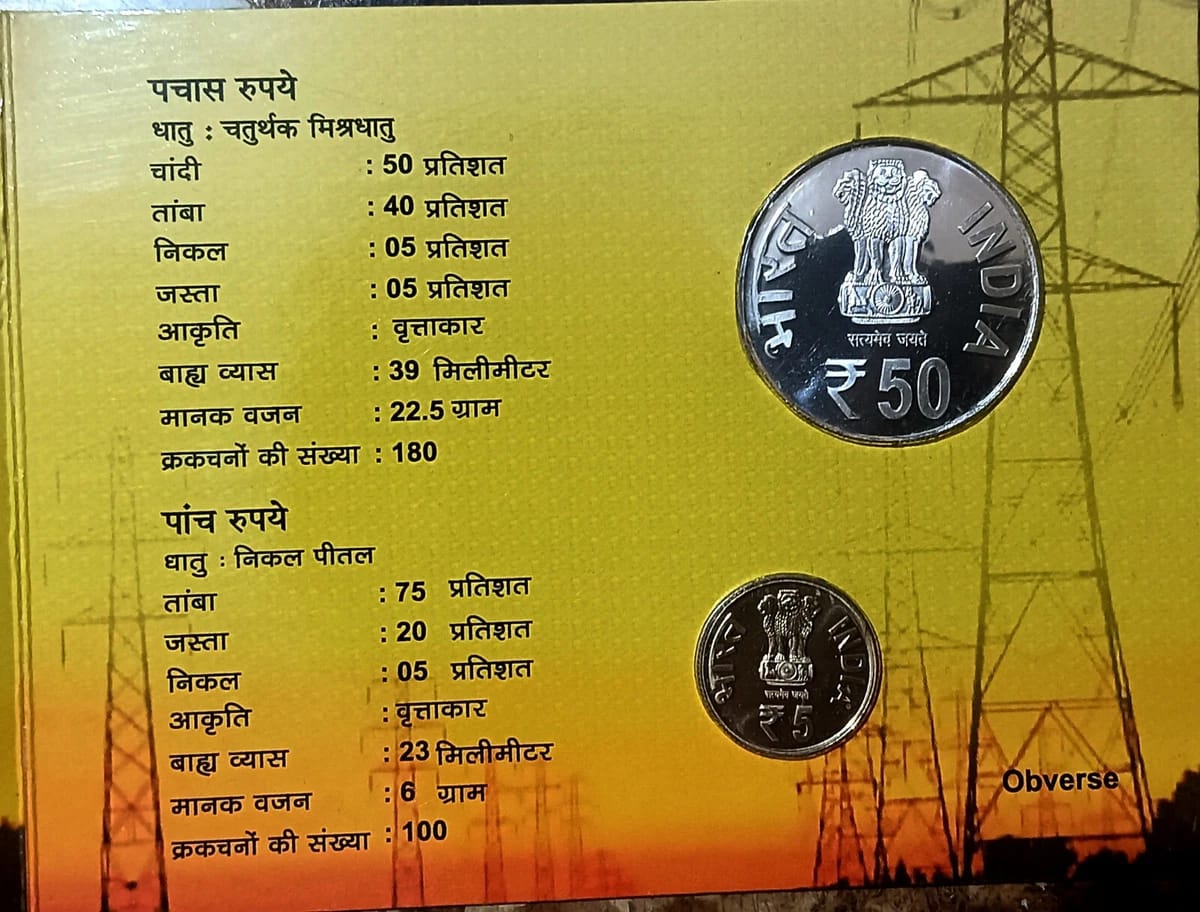 पचास रुपये
धातु : चतुर्थक मिश्रधातु
चांदी : 50 प्रतिशत
तांबा : 40 प्रतिशत
निकल : 05 प्रतिशत
जस्ता : 05 प्रतिशत
आकृति : वृत्ताकार
बाह्य व्यास : 39 मिलीमीटर
मानक वजन : 22.5 ग्राम
क्रकचनों की संख्या : 180
भारत
INDIA
सत्यमेव जयते
₹ 50
पांच रुपये
धातु : निकल पीतल
तांबा : 75 प्रतिशत
जस्ता : 20 प्रतिशत
निकल : 05 प्रतिशत
आकृति : वृत्ताकार
बाह्य व्यास : 23 मिलीमीटर
मानक वजन : 6 ग्राम
क्रकचनों की संख्या : 100
भारत
INDIA
सत्यमेव जयते
₹ 5
Obverse